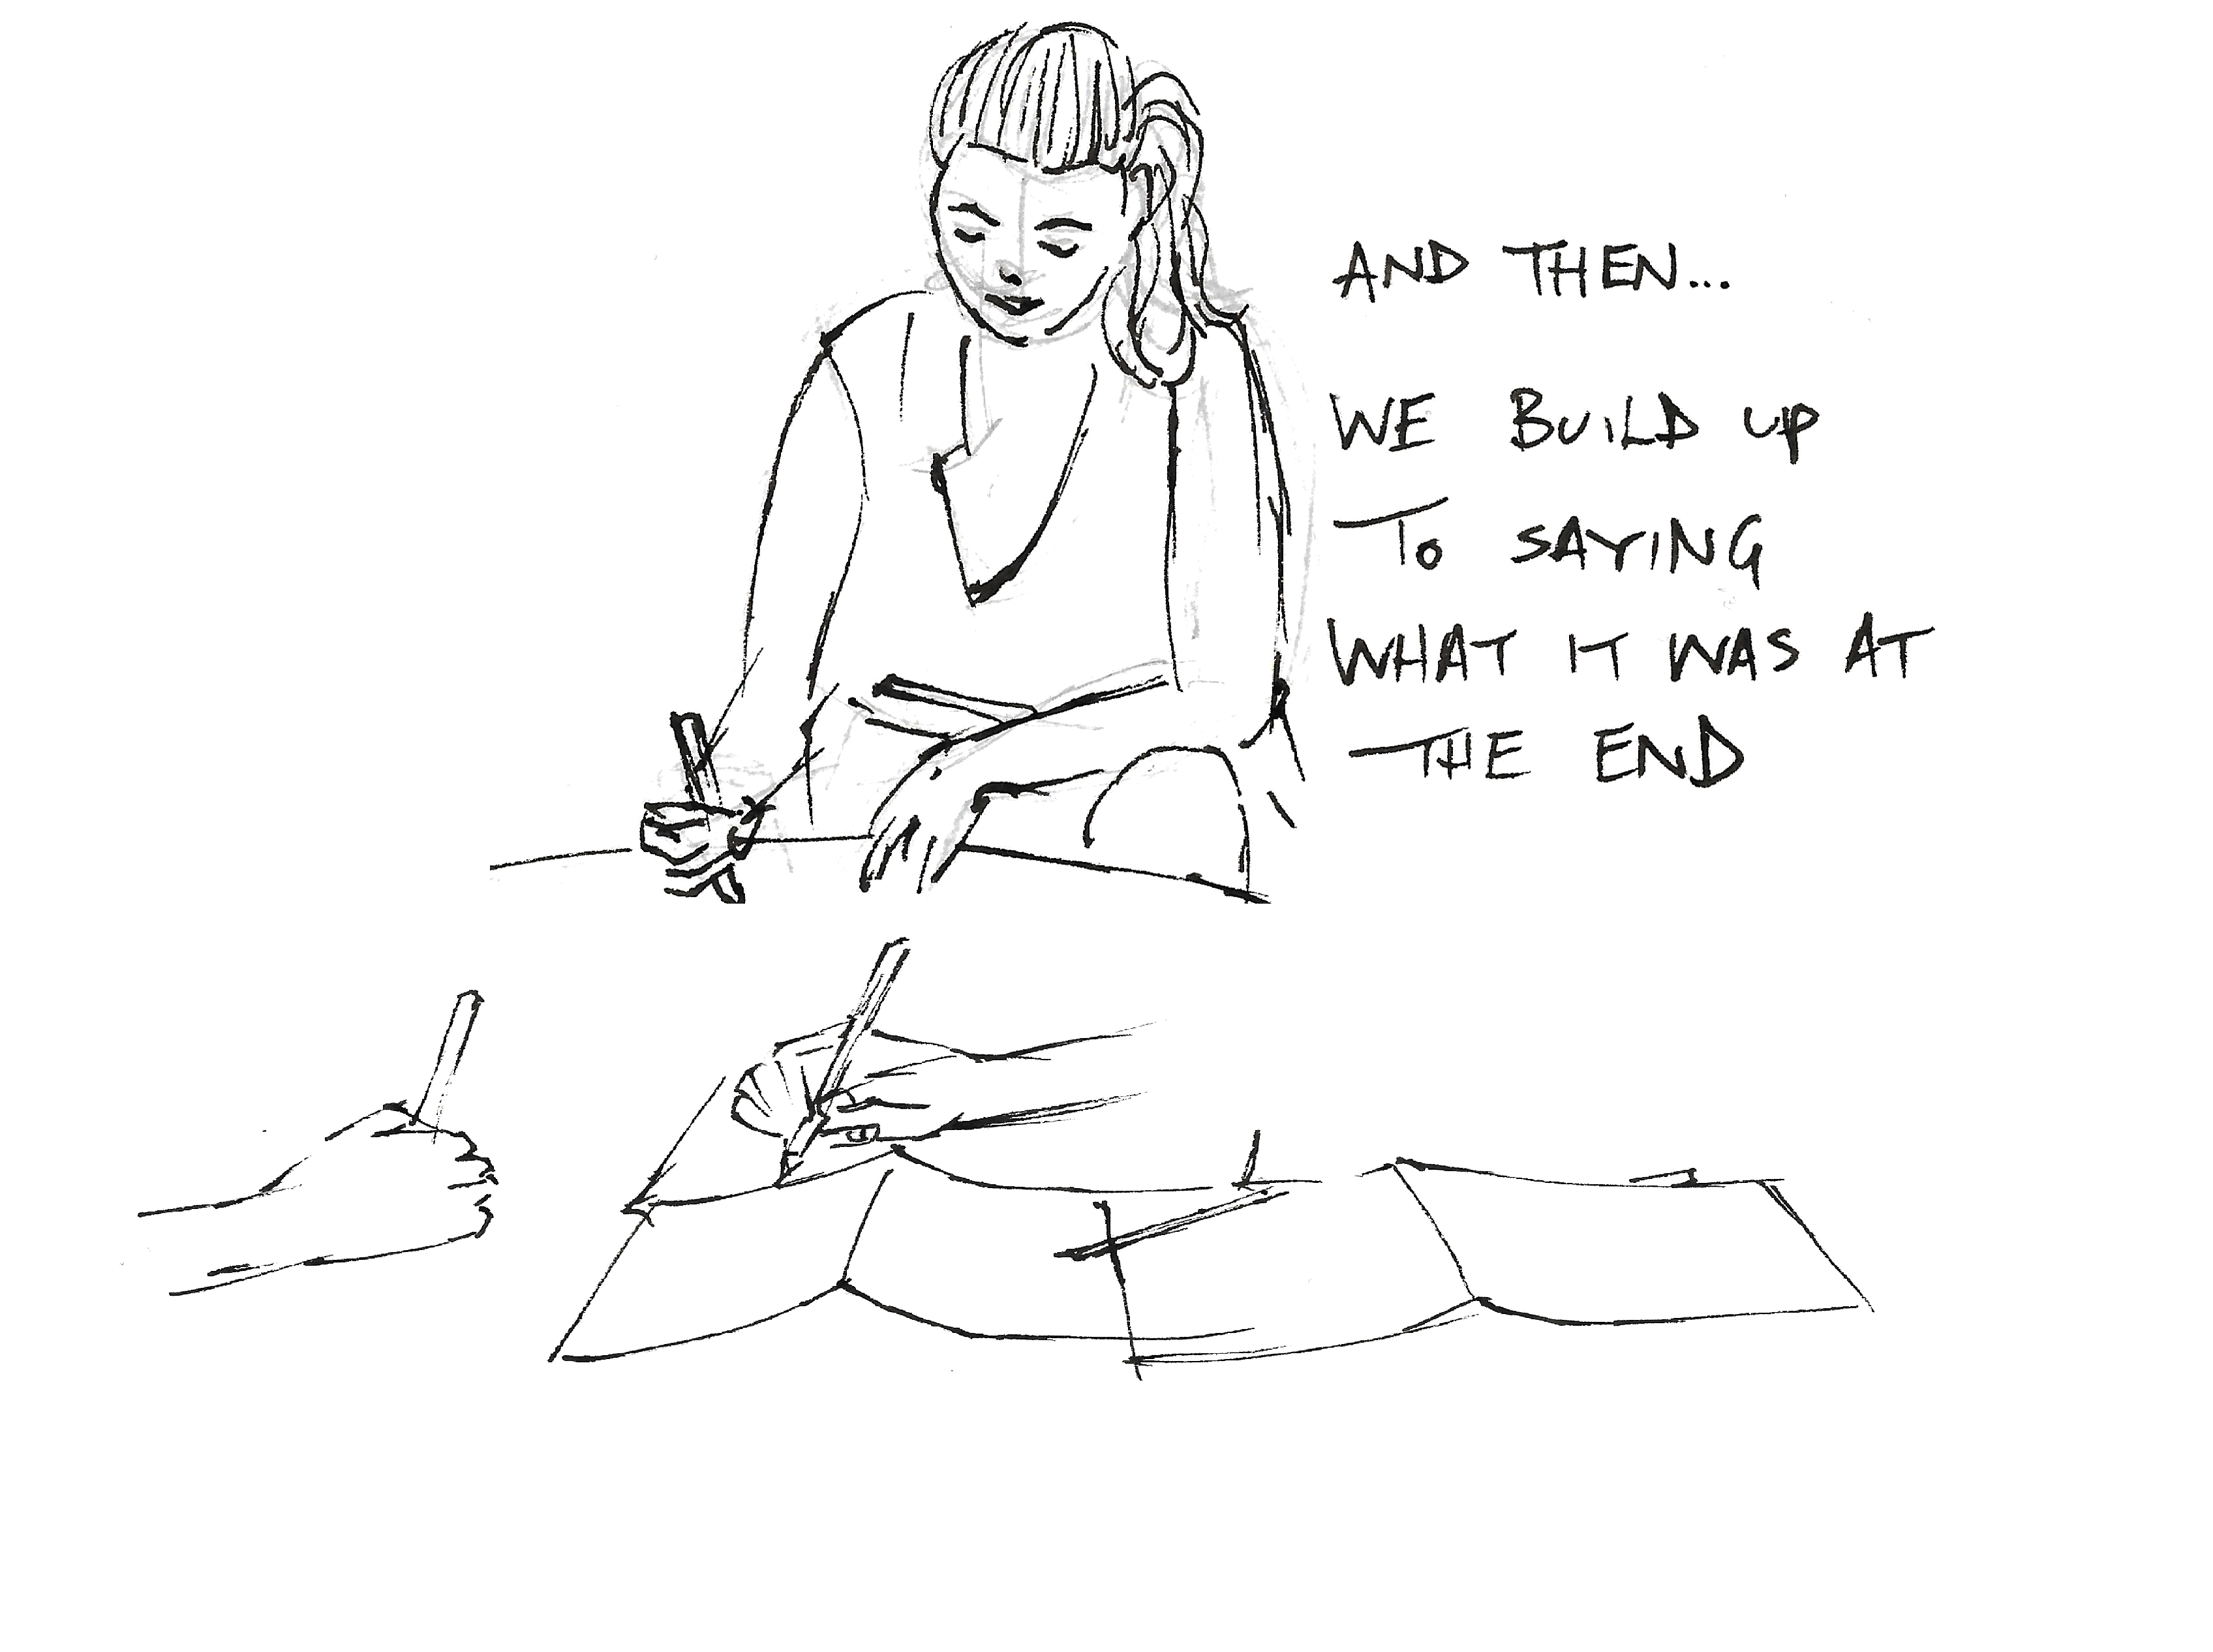 AND THEN...
WE BUILD UP
TO SAYING
WHAT IT WAS AT
THE END